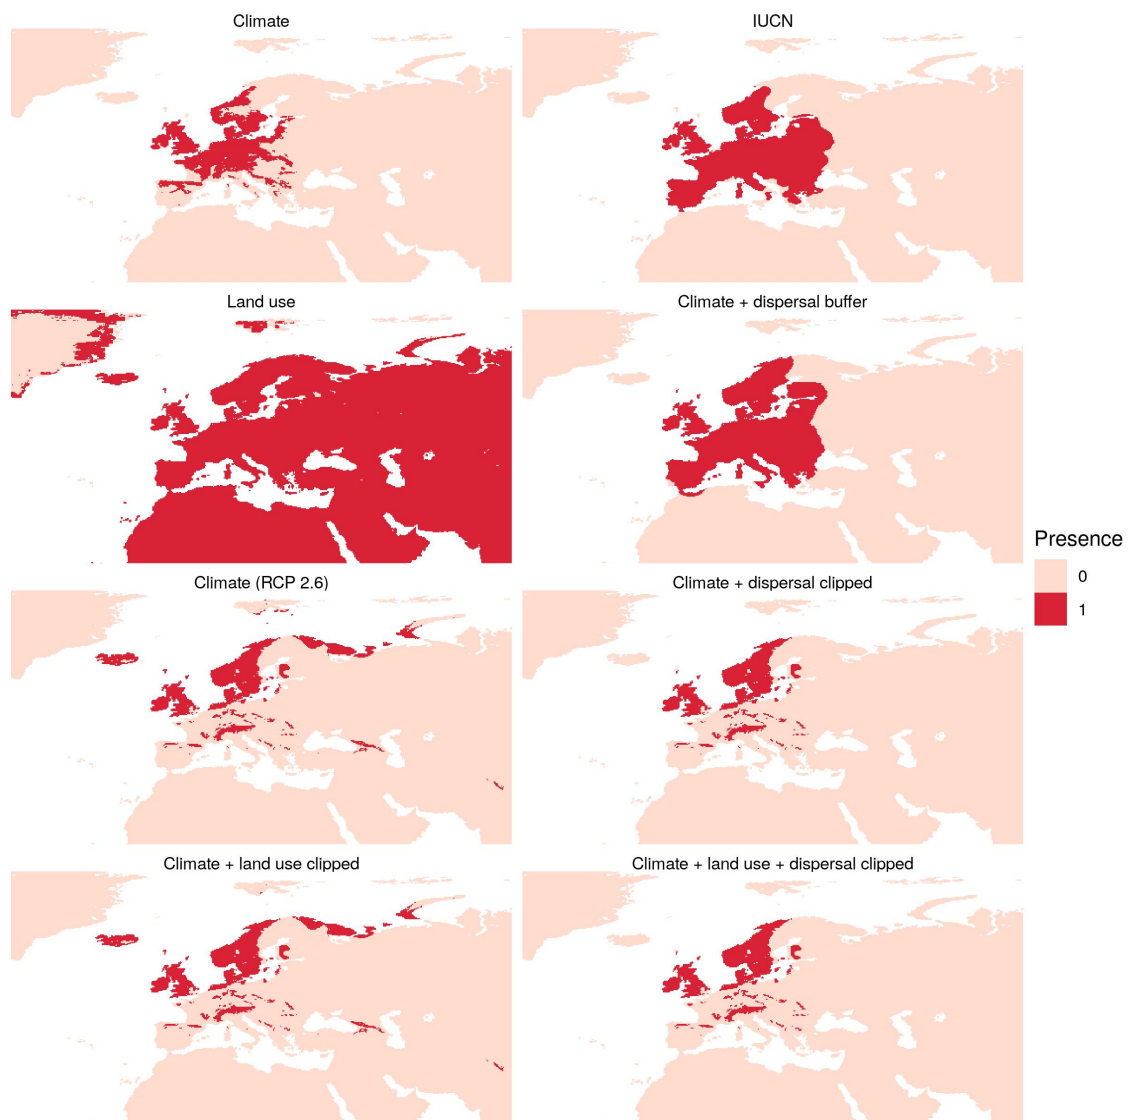 Climate
IUCN
Land use
Climate + dispersal buffer
Presence
0
1
Climate (RCP 2.6)
Climate + dispersal clipped
Climate + land use clipped
Climate + land use + dispersal clipped